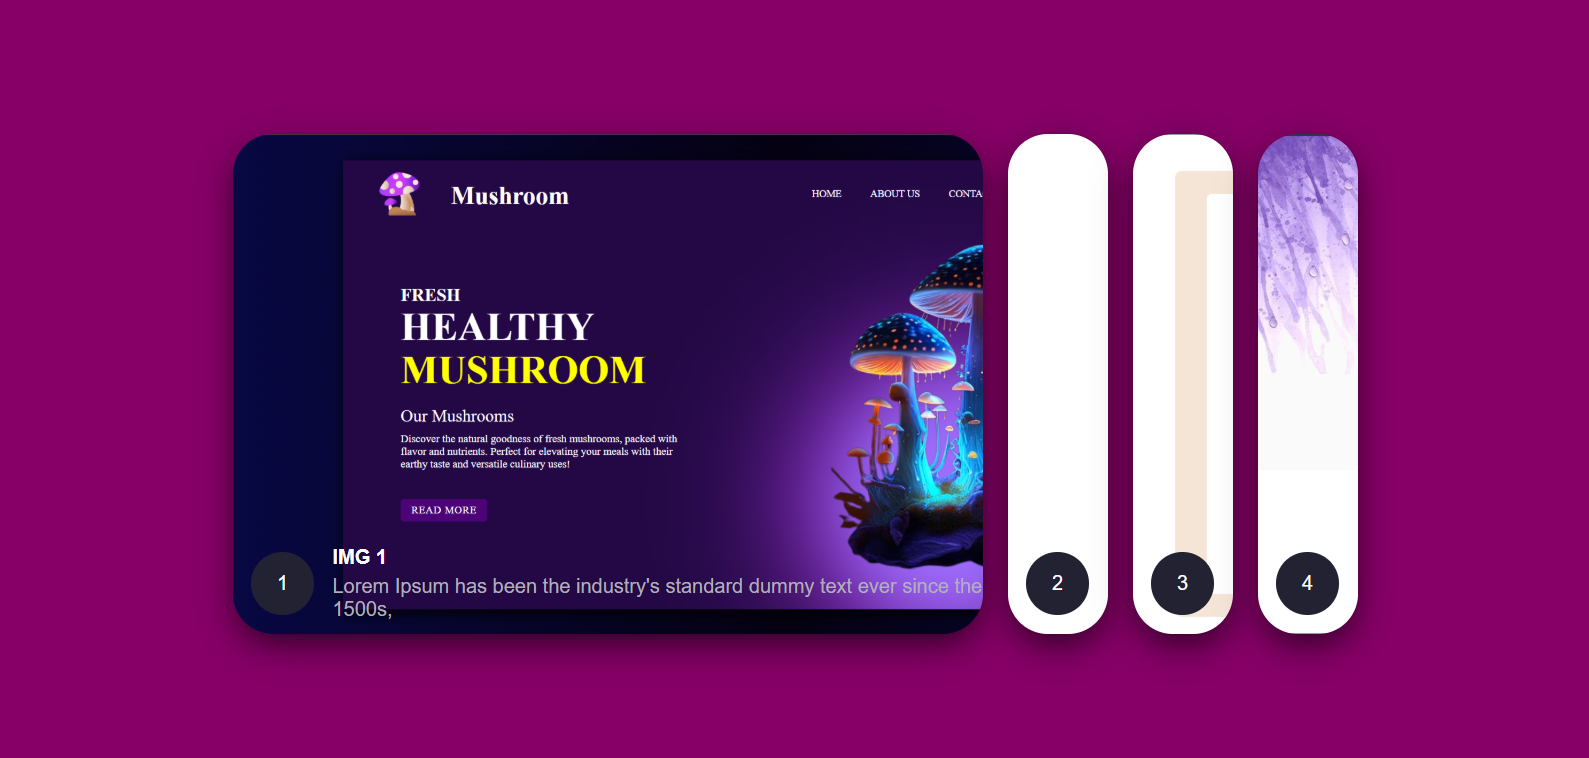 Mushroom
HOME ABOUT US CONTA
FRESH
HEALTHY
MUSHROOM
Our Mushrooms
Discover the natural goodness of fresh mushrooms, packed with
flavor and nutrients. Perfect for elevating your meals with their
earthy taste and versatile culinary uses!
READ MORE
IMG 1
1
Lorem Ipsum has been the industry's standard dummy text ever since the
1500s,
2
3
4